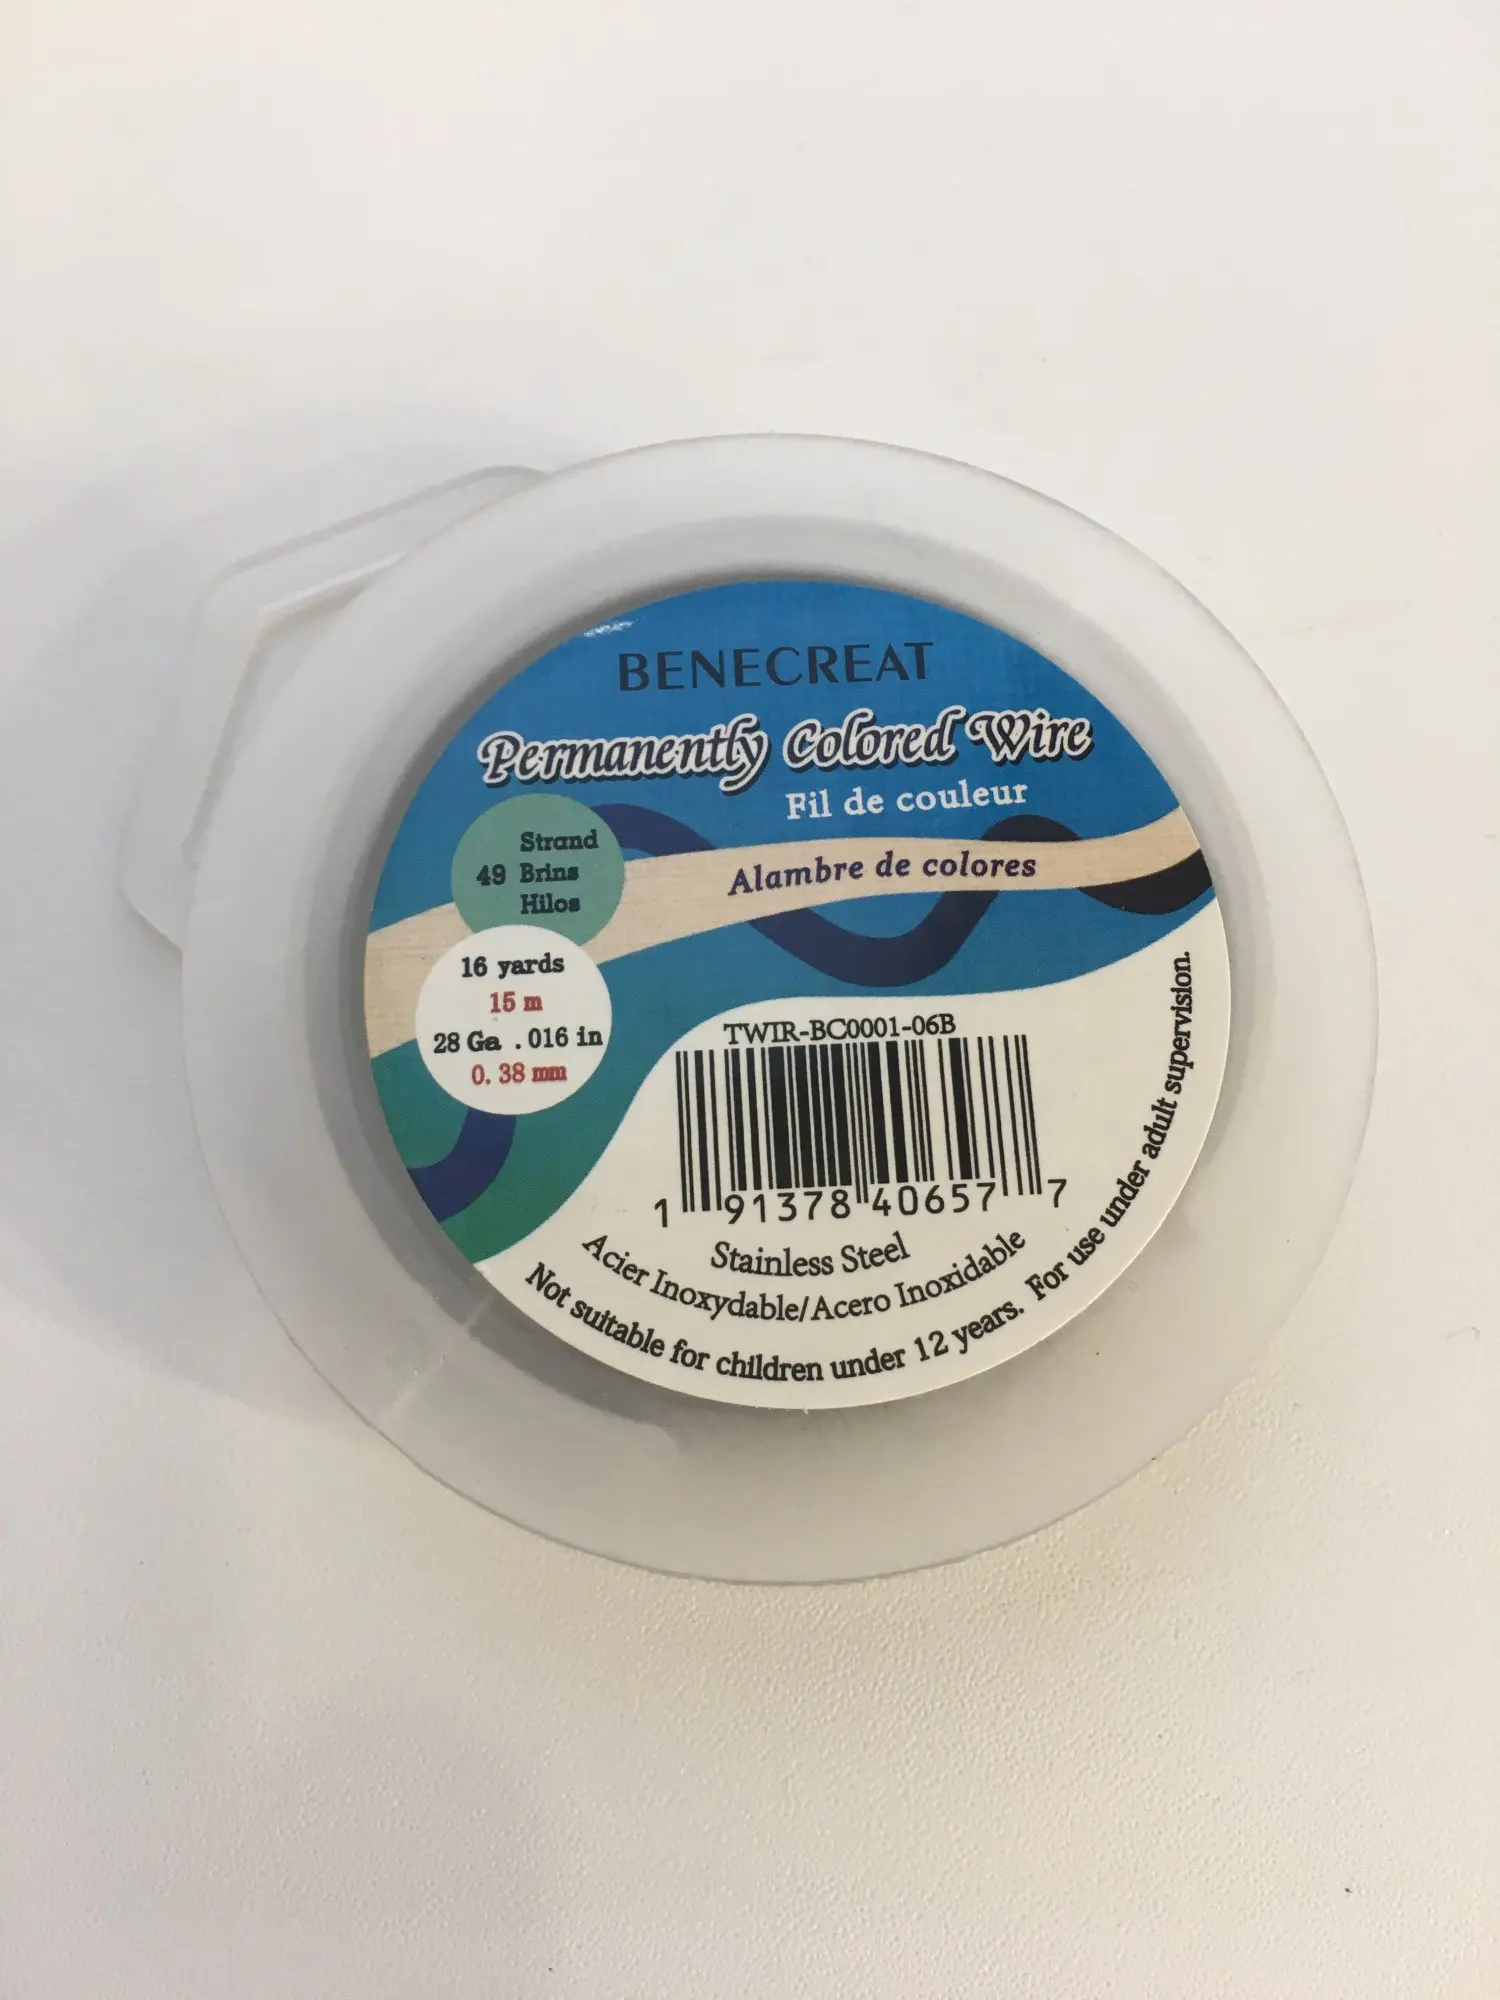 BENECREAT
Permanently Colored Wire
Fil de couleur
Alambre de colores
Strand
49 Brins
Hilos
16 yards
15 m
28 Ga .016 in
0.38 mm
TWIR-BC0001-06B
1 91378 40657 7
Stainless Steel
Acier Inoxydable/Acero Inoxidable
Not suitable for children under 12 years. For use under adult supervision.